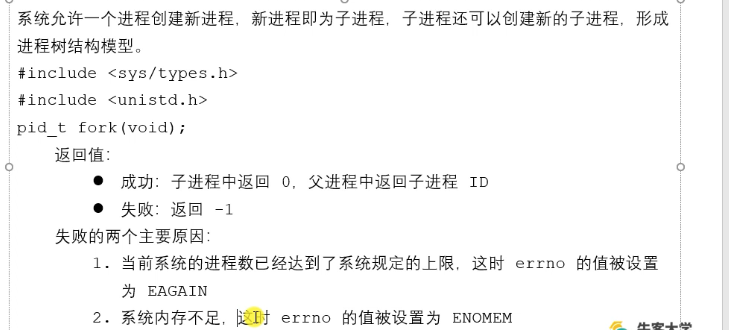 系统允许一个进程创建新进程，新进程即为子进程，子进程还可以创建新的子进程，形成
进程树结构模型。
#include <sys/types.h>
#include <unistd.h>
pid_t fork(void);
返回值：
● 成功：子进程中返回 0，父进程中返回子进程 ID
● 失败：返回 -1
失败的两个主要原因：
1. 当前系统的进程数已经达到了系统规定的上限，这时 errno 的值被设置
为 EAGAIN
2. 系统内存不足，这时 errno 的值被设置为 ENOMEM
牛客大学